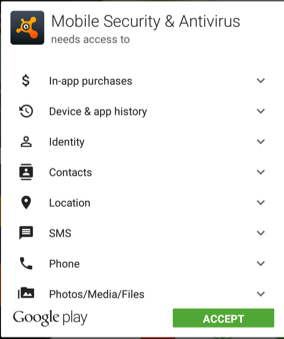 Mobile Security & Antivirus
needs access to
$ In-app purchases
Device & app history
Identity
Contacts
Location
SMS
Phone
Photos/Media/Files
Google play
ACCEPT